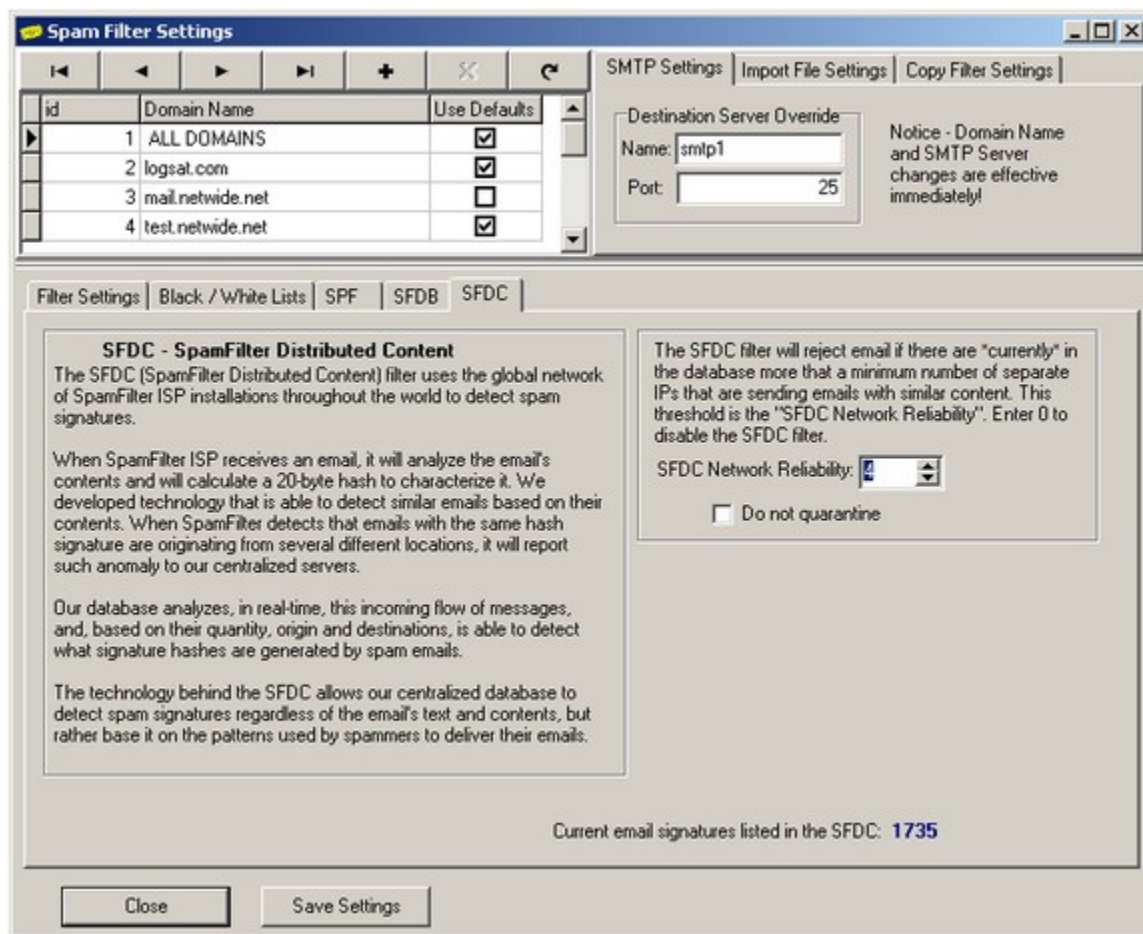 Spam Filter Settings
id Domain Name Use Defaults
1 ALL DOMAINS
2 logsat.com
3 mail.netwide.net
4 test.netwide.net
SMTP Settings Import File Settings Copy Filter Settings
Destination Server Override
Name: smtp1
Port: 25
Notice - Domain Name
and SMTP Server
changes are effective
immediately!
Filter Settings Black / White Lists SPF SFDB SFDC
SFDC - SpamFilter Distributed Content
The SFDC (SpamFilter Distributed Content) filter uses the global network
of SpamFilter ISP installations throughout the world to detect spam
signatures.
When SpamFilter ISP receives an email, it will analyze the email's
contents and will calculate a 20-byte hash to characterize it. We
developed technology that is able to detect similar emails based on their
contents. When SpamFilter detects that emails with the same hash
signature are originating from several different locations, it will report
such anomaly to our centralized servers.
Our database analyzes, in real-time, this incoming flow of messages,
and, based on their quantity, origin and destinations, is able to detect
what signature hashes are generated by spam emails.
The technology behind the SFDC allows our centralized database to
detect spam signatures regardless of the email's text and contents, but
rather base it on the patterns used by spammers to deliver their emails.
The SFDC filter will reject email if there are *currently* in
the database more that a minimum number of separate
IPs that are sending emails with similar content. This
threshold is the "SFDC Network Reliability". Enter 0 to
disable the SFDC filter.
SFDC Network Reliability: 4
Do not quarantine
Current email signatures listed in the SFDC: 1735
Close Save Settings